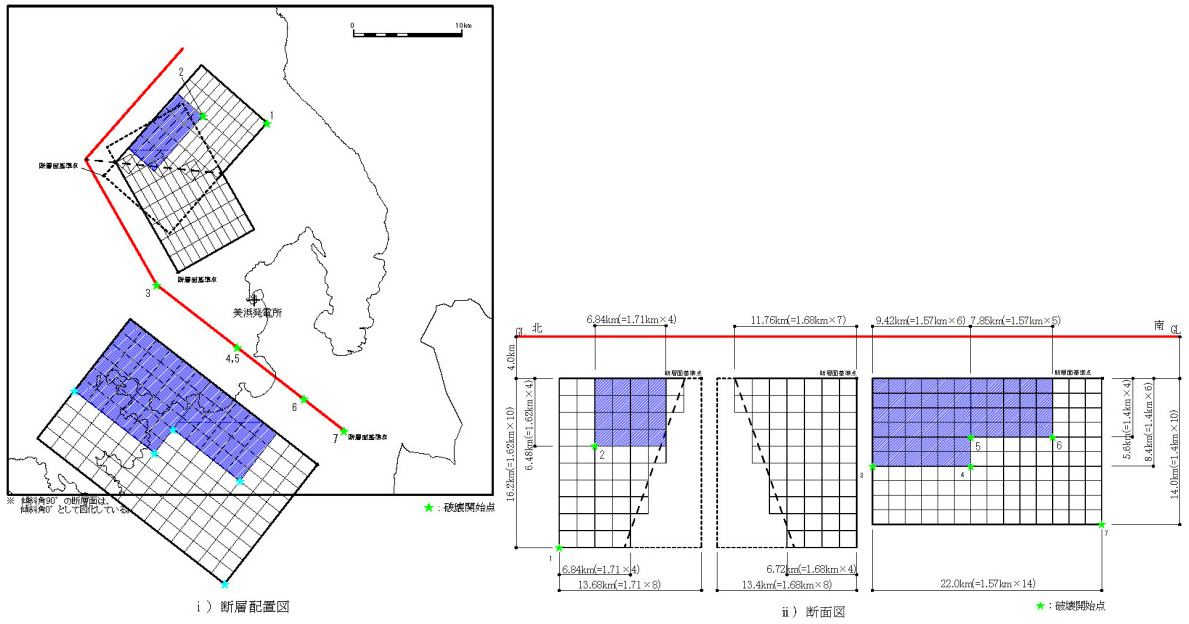 0
10km
2
1
断層面基準点
断層面基準点
3
美浜発電所
4,5
6
7
断層面基準点
※ 傾斜角90°の断層面は、
傾斜角0°として図化している
★:破壊開始点
i)断層配置図
6.84km(=1.71km×4)
11.76km(=1.68km×7)
9.42km(=1.57km×6)
7.85km(=1.57km×5)
GL
北
南
GL
4.0km
断層面基準点
断層面基準点
断層面基準点
16.2km(=1.62km×10)
6.48km(=1.62km×4)
5.6km(=1.4km×4)
8.4km(=1.4km×6)
14.0km(=1.4km×10)
2
5
6
3
4
1
7
6.84km(=1.71×4)
6.72km(=1.68km×4)
13.68km(=1.71×8)
13.4km(=1.68km×8)
22.0km(=1.57km×14)
ii)断面図
★:破壊開始点